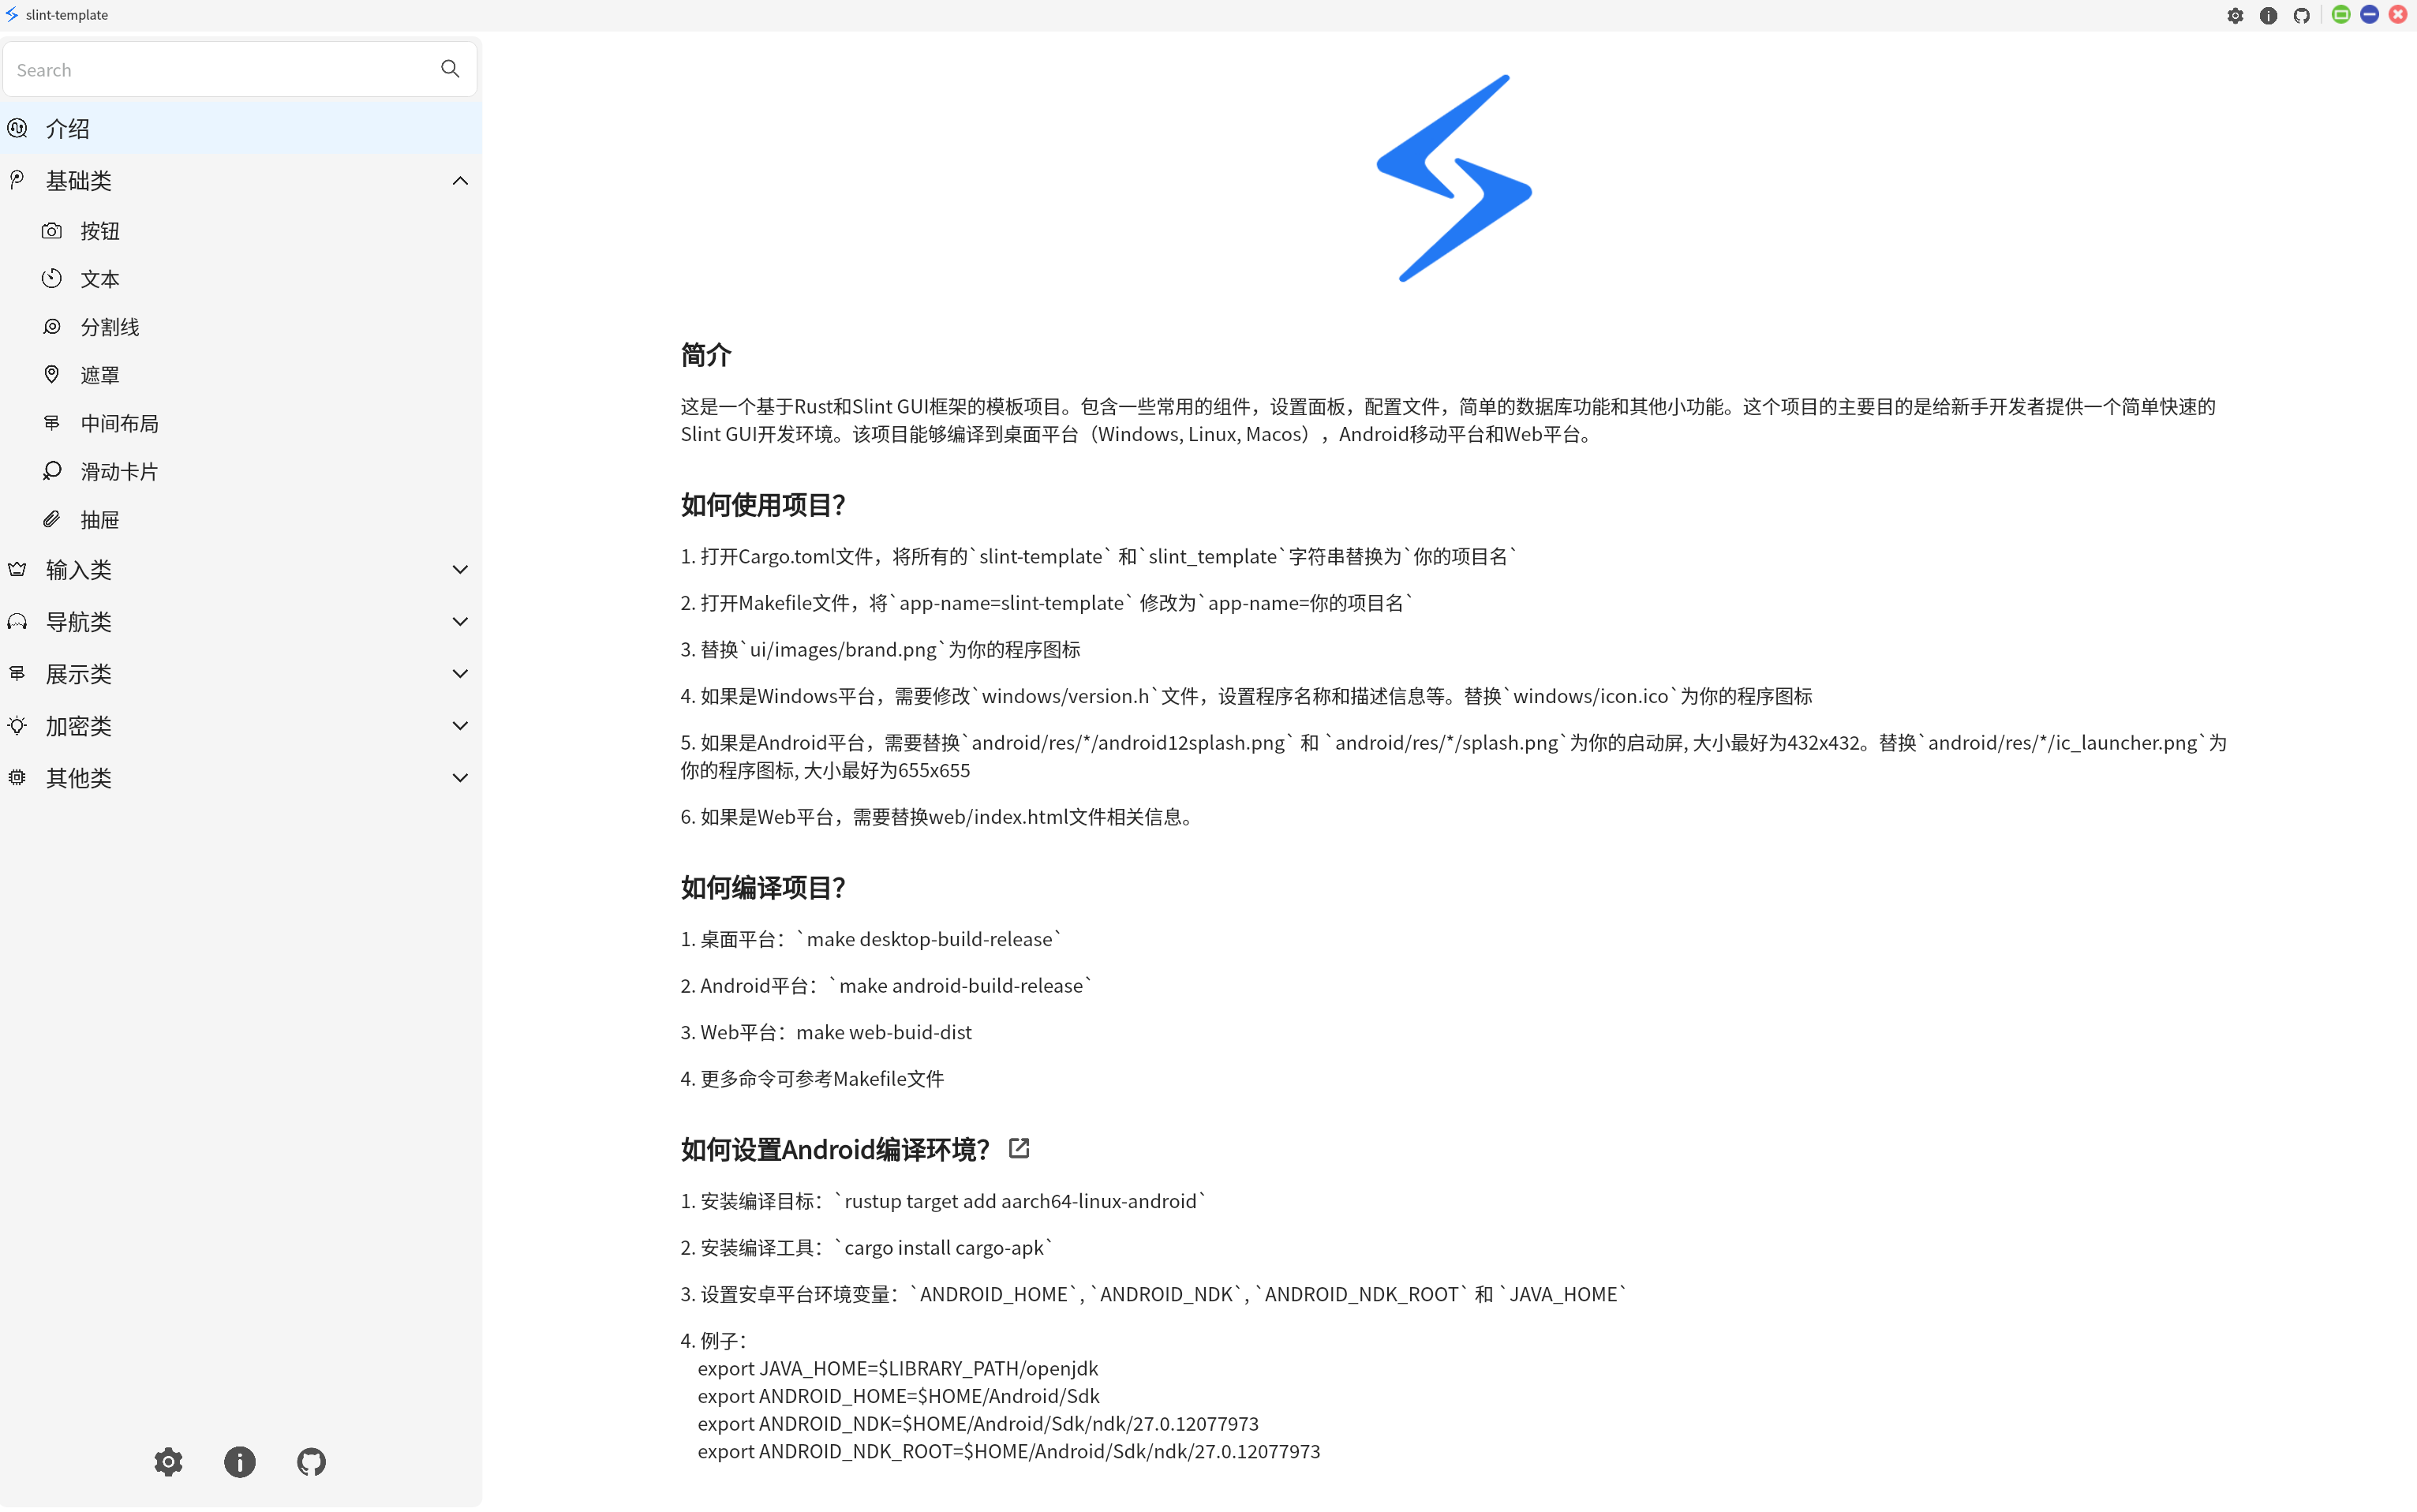 slint-template
Search
介绍
基础类
按钮
文本
分割线
遮罩
中间布局
滑动卡片
抽屉
输入类
导航类
展示类
加密类
其他类
简介
这是一个基于Rust和Slint GUI框架的模板项目。包含一些常用的组件，设置面板，配置文件，简单的数据库功能和其他小功能。这个项目的主要目的是给新手开发者提供一个简单快速的
Slint GUI开发环境。该项目能够编译到桌面平台（Windows, Linux, Macos），Android移动平台和Web平台。
如何使用项目？
1. 打开Cargo.toml文件，将所有的`slint-template` 和`slint_template`字符串替换为`你的项目名`
2. 打开Makefile文件，将`app-name=slint-template` 修改为`app-name=你的项目名`
3. 替换`ui/images/brand.png`为你的程序图标
4. 如果是Windows平台，需要修改`windows/version.h`文件，设置程序名称和描述信息等。替换`windows/icon.ico`为你的程序图标
5. 如果是Android平台，需要替换`android/res/*/android12splash.png` 和 `android/res/*/splash.png`为你的启动屏, 大小最好为432x432。替换`android/res/*/ic_launcher.png`为
你的程序图标, 大小最好为655x655
6. 如果是Web平台，需要替换web/index.html文件相关信息。
如何编译项目？
1. 桌面平台：`make desktop-build-release`
2. Android平台：`make android-build-release`
3. Web平台：make web-buid-dist
4. 更多命令可参考Makefile文件
如何设置Android编译环境？
1. 安装编译目标：`rustup target add aarch64-linux-android`
2. 安装编译工具：`cargo install cargo-apk`
3. 设置安卓平台环境变量：`ANDROID_HOME`, `ANDROID_NDK`, `ANDROID_NDK_ROOT` 和 `JAVA_HOME`
4. 例子：
export JAVA_HOME=$LIBRARY_PATH/openjdk
export ANDROID_HOME=$HOME/Android/Sdk
export ANDROID_NDK=$HOME/Android/Sdk/ndk/27.0.12077973
export ANDROID_NDK_ROOT=$HOME/Android/Sdk/ndk/27.0.12077973